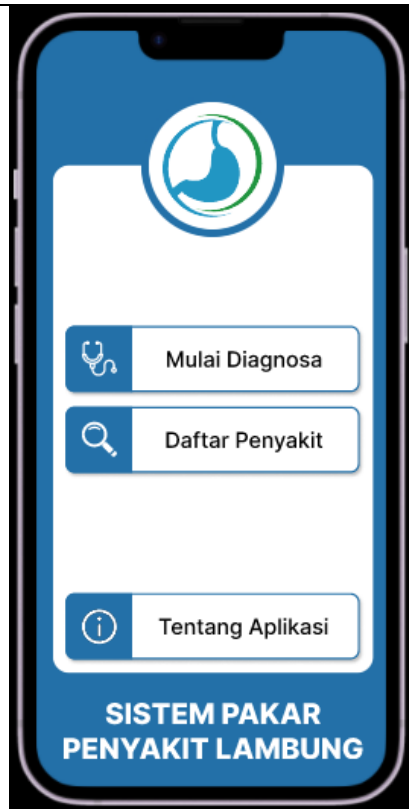 Mulai Diagnosa
Daftar Penyakit
Tentang Aplikasi
SISTEM PAKAR
PENYAKIT LAMBUNG